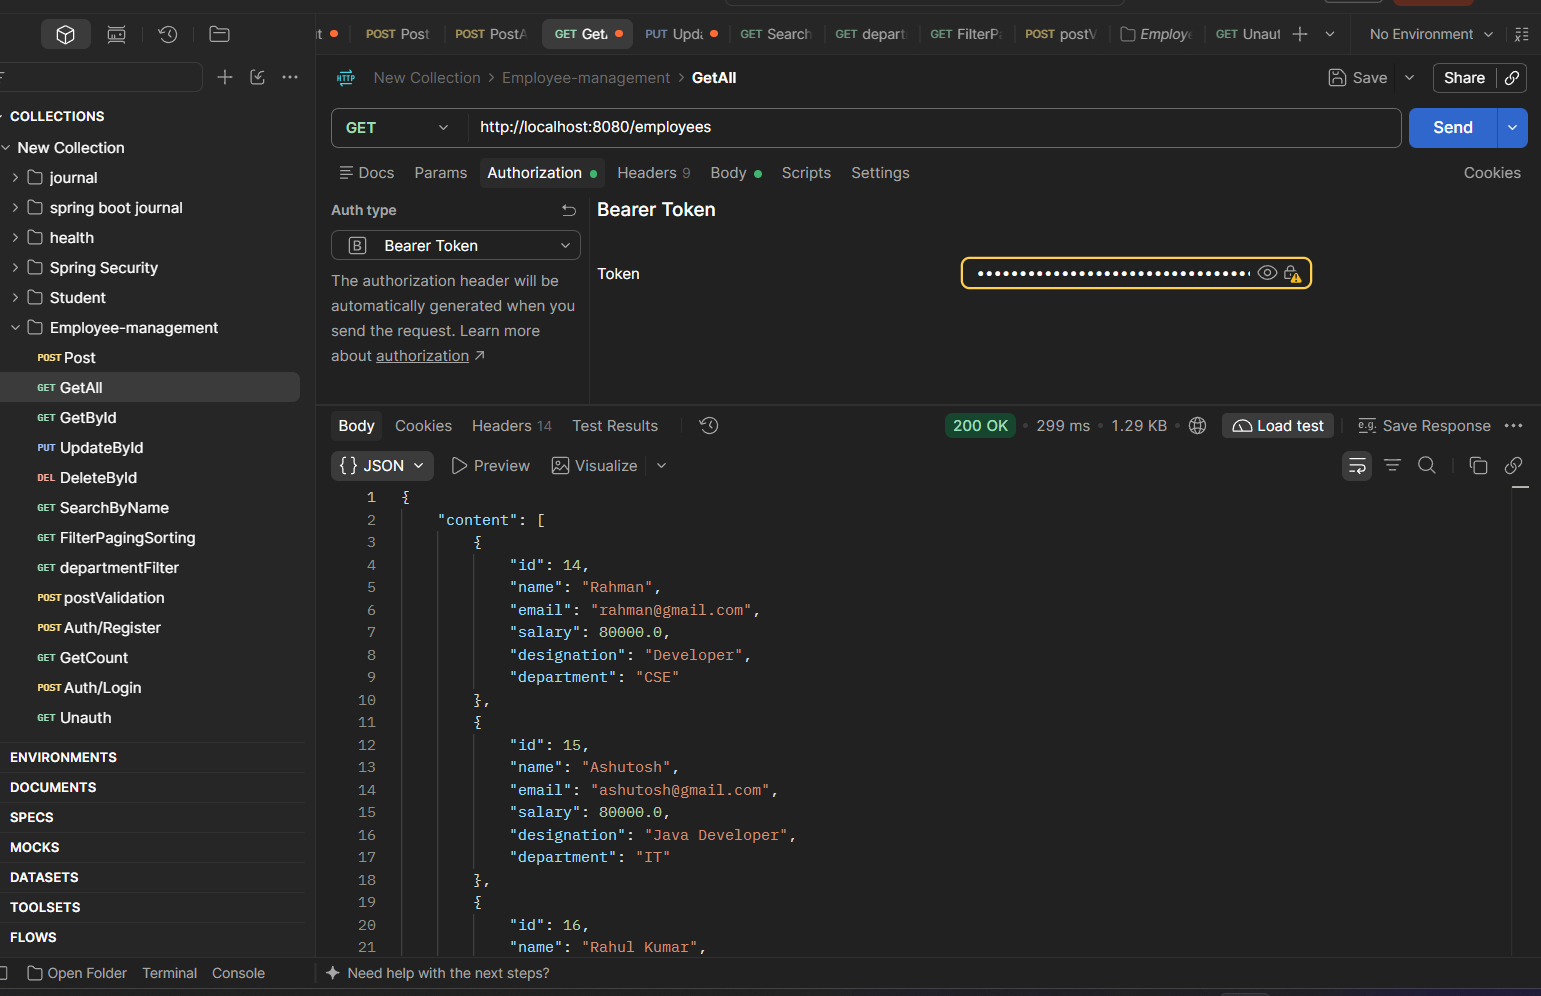 POST Post
POST PostA
GET Get
PUT Upda
GET Search
GET depart
GET FilterPa
POST postV
Employe
GET Unaut
No Environment
COLLECTIONS
New Collection
journal
spring boot journal
health
Spring Security
Student
Employee-management
POST Post
GET GetAll
GET GetById
PUT UpdateById
DEL DeleteById
GET SearchByName
GET FilterPagingSorting
GET departmentFilter
POST postValidation
POST Auth/Register
GET GetCount
POST Auth/Login
GET Unauth
ENVIRONMENTS
DOCUMENTS
SPECS
MOCKS
DATASETS
TOOLSETS
FLOWS
HTTP New Collection > Employee-management > GetAll
Save
Share
GET http://localhost:8080/employees
Send
Docs Params Authorization Headers 9 Body Scripts Settings
Cookies
Auth type
B Bearer Token
The authorization header will be
automatically generated when you
send the request. Learn more
about authorization ↗
Bearer Token
Token
Body Cookies Headers 14 Test Results
200 OK • 299 ms • 1.29 KB •
Load test
e.g. Save Response
{} JSON
Preview
Visualize
1 {
2 "content": [
3 {
4 "id": 14,
5 "name": "Rahman",
6 "email": "rahman@gmail.com",
7 "salary": 80000.0,
8 "designation": "Developer",
9 "department": "CSE"
10 },
11 {
12 "id": 15,
13 "name": "Ashutosh",
14 "email": "ashutosh@gmail.com",
15 "salary": 80000.0,
16 "designation": "Java Developer",
17 "department": "IT"
18 },
19 {
20 "id": 16,
21 "name": "Rahul Kumar",
Open Folder Terminal Console
Need help with the next steps?